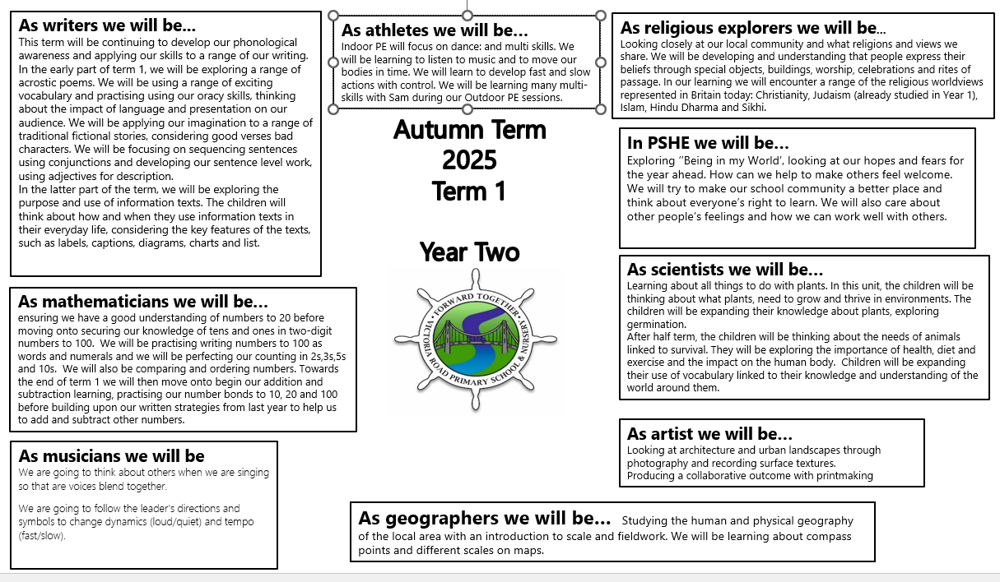 As writers we will be...
This term will be continuing to develop our phonological
awareness and applying our skills to a range of our writing.
In the early part of term 1, we will be exploring a range of
acrostic poems. We will be using a range of exciting
vocabulary and practising using our oracy skills, thinking
about the impact of language and presentation on our
audience. We will be applying our imagination to a range of
traditional fictional stories, considering good verses bad
characters. We will be focusing on sequencing sentences
using conjunctions and developing our sentence level work,
using adjectives for description.
In the latter part of the term, we will be exploring the
purpose and use of information texts. The children will
think about how and when they use information texts in
their everyday life, considering the key features of the texts,
such as labels, captions, diagrams, charts and list.
As athletes we will be...
Indoor PE will focus on dance: and multi skills. We
will be learning to listen to music and to move our
bodies in time. We will learn to develop fast and slow
actions with control. We will be learning many multi-
skills with Sam during our Outdoor PE sessions.
As religious explorers we will be...
Looking closely at our local community and what religions and views we
share. We will be developing and understanding that people express their
beliefs through special objects, buildings, worship, celebrations and rites of
passage. In our learning we will encounter a range of the religious worldviews
represented in Britain today: Christianity, Judaism (already studied in Year 1),
Islam, Hindu Dharma and Sikhi.
Autumn Term
2025
Term 1
Year Two
FORWARD TOGETHER
VICTORIA ROAD PRIMARY SCHOOL & NURSERY
In PSHE we will be...
Exploring ‘'Being in my World’, looking at our hopes and fears for
the year ahead. How can we help to make others feel welcome.
We will try to make our school community a better place and
think about everyone's right to learn. We will also care about
other people's feelings and how we can work well with others.
As mathematicians we will be...
ensuring we have a good understanding of numbers to 20 before
moving onto securing our knowledge of tens and ones in two-digit
numbers to 100. We will be practising writing numbers to 100 as
words and numerals and we will be perfecting our counting in 2s,3s,5s
and 10s. We will also be comparing and ordering numbers. Towards
the end of term 1 we will then move onto begin our addition and
subtraction learning, practising our number bonds to 10, 20 and 100
before building upon our written strategies from last year to help us
to add and subtract other numbers.
As scientists we will be...
Learning about all things to do with plants. In this unit, the children will be
thinking about what plants, need to grow and thrive in environments. The
children will be expanding their knowledge about plants, exploring
germination.
After half term, the children will be thinking about the needs of animals
linked to survival. They will be exploring the importance of health, diet and
exercise and the impact on the human body. Children will be expanding
their use of vocabulary linked to their knowledge and understanding of the
world around them.
As musicians we will be
We are going to think about others when we are singing
so that are voices blend together.
We are going to follow the leader's directions and
symbols to change dynamics (loud/quiet) and tempo
(fast/slow).
As artist we will be...
Looking at architecture and urban landscapes through
photography and recording surface textures.
Producing a collaborative outcome with printmaking
As geographers we will be... Studying the human and physical geography
of the local area with an introduction to scale and fieldwork. We will be learning about compass
points and different scales on maps.